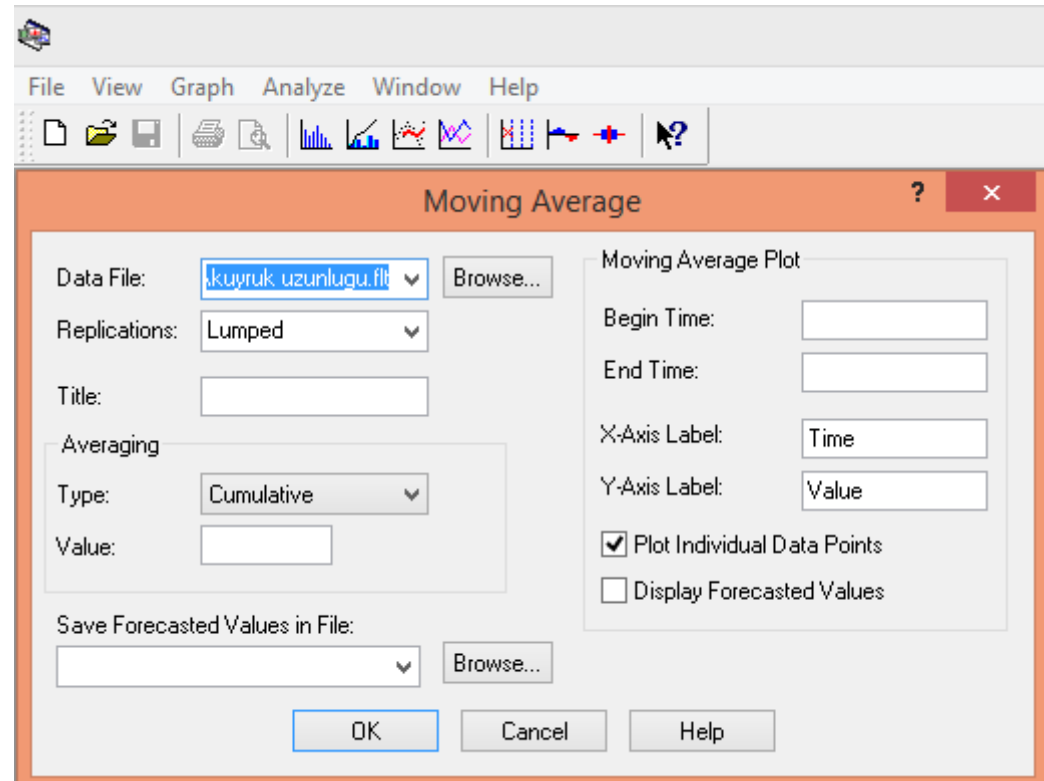 File View Graph Analyze Window Help
Moving Average
Data File:
\kuyruk uzunlugu.flt
Browse...
Replications:
Lumped
Title:
Averaging
Type:
Cumulative
Value:
Save Forecasted Values in File:
Browse...
Moving Average Plot
Begin Time:
End Time:
X-Axis Label:
Time
Y-Axis Label:
Value
Plot Individual Data Points
Display Forecasted Values
OK Cancel Help